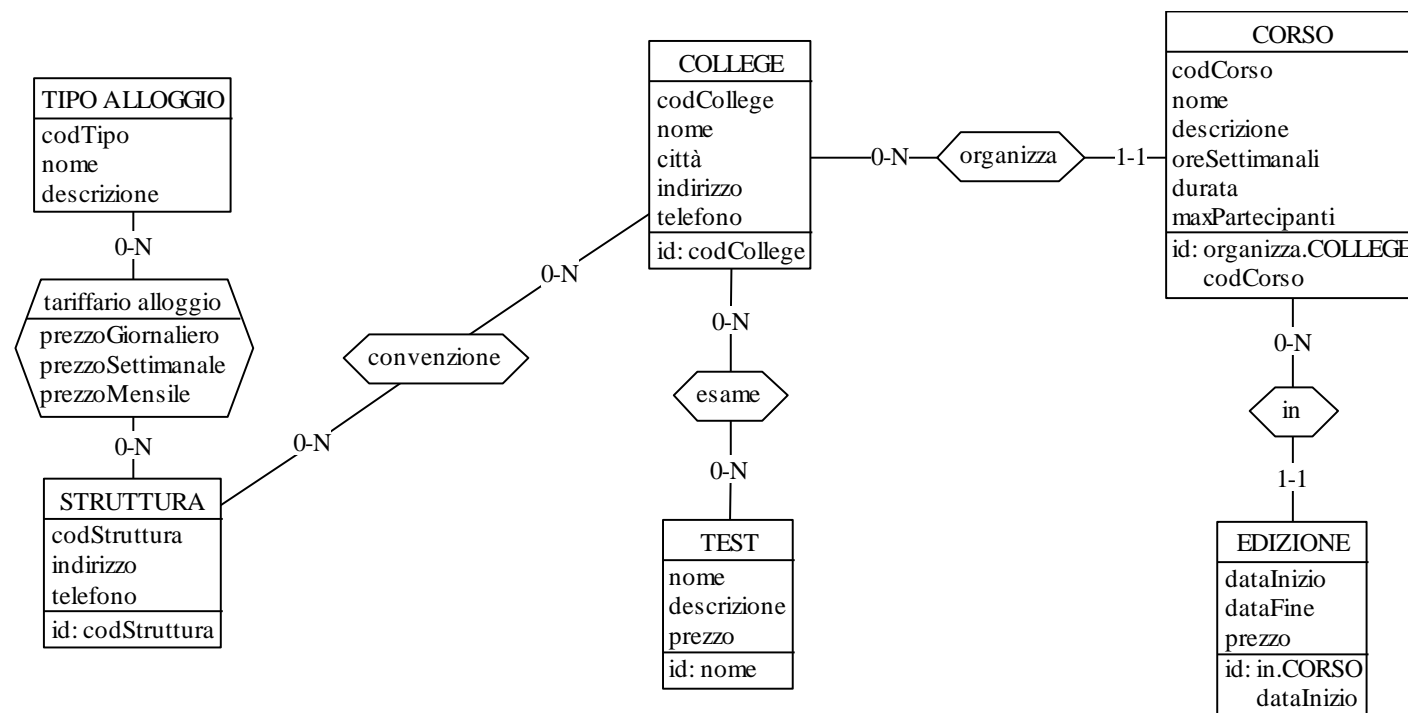 TIPO ALLOGGIO
codTipo
nome
descrizione
0-N
tariffario alloggio
prezzoGiornaliero
prezzoSettimanale
prezzoMensile
0-N
STRUTTURA
codStruttura
indirizzo
telefono
id: codStruttura
0-N
convenzione
0-N
COLLEGE
codCollege
nome
città
indirizzo
telefono
id: codCollege
0-N
esame
0-N
TEST
nome
descrizione
prezzo
id: nome
0-N
organizza
1-1
CORSO
codCorso
nome
descrizione
oreSettimanali
durata
maxPartecipanti
id: organizza.COLLEGE
codCorso
0-N
in
1-1
EDIZIONE
dataInizio
dataFine
prezzo
id: in.CORSO
dataInizio